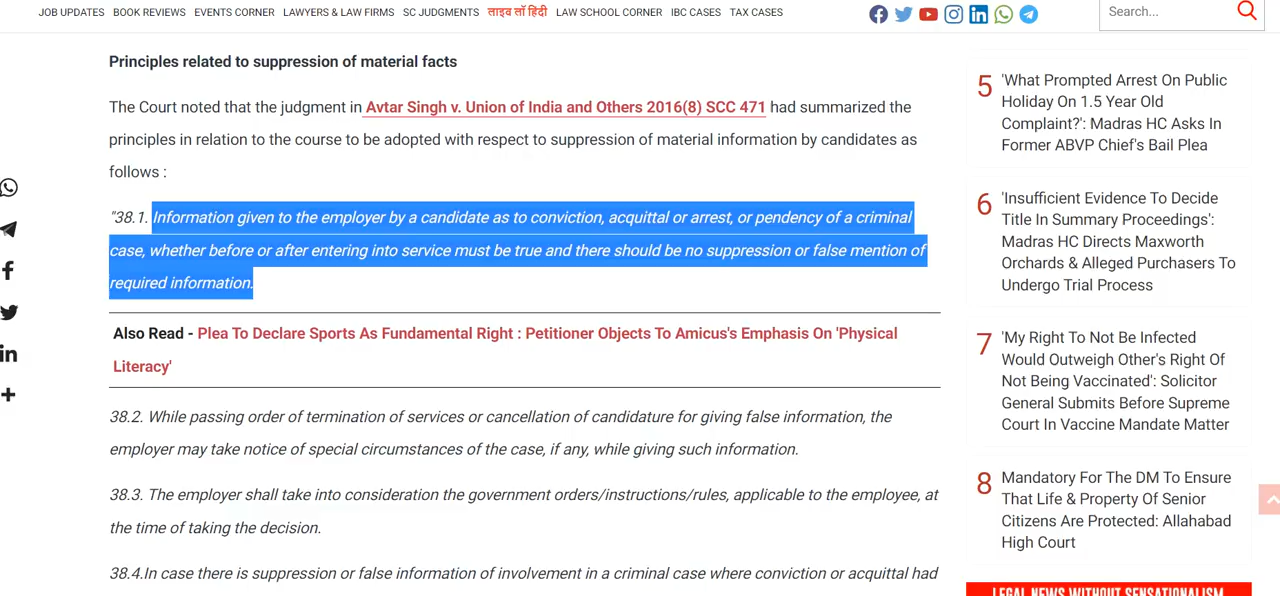 JOB UPDATES BOOK REVIEWS EVENTS CORNER LAWYERS & LAW FIRMS SC JUDGMENTS लाइव लॉ हिंदी LAW SCHOOL CORNER IBC CASES TAX CASES
Search...
Principles related to suppression of material facts
The Court noted that the judgment in Avtar Singh v. Union of India and Others 2016(8) SCC 471 had summarized the
principles in relation to the course to be adopted with respect to suppression of material information by candidates as
follows :
"38.1. Information given to the employer by a candidate as to conviction, acquittal or arrest, or pendency of a criminal
case, whether before or after entering into service must be true and there should be no suppression or false mention of
required information.
Also Read - Plea To Declare Sports As Fundamental Right : Petitioner Objects To Amicus's Emphasis On 'Physical
Literacy'
38.2. While passing order of termination of services or cancellation of candidature for giving false information, the
employer may take notice of special circumstances of the case, if any, while giving such information.
38.3. The employer shall take into consideration the government orders/instructions/rules, applicable to the employee, at
the time of taking the decision.
38.4.In case there is suppression or false information of involvement in a criminal case where conviction or acquittal had
5 'What Prompted Arrest On Public
Holiday On 1.5 Year Old
Complaint?': Madras HC Asks In
Former ABVP Chief's Bail Plea
6 'Insufficient Evidence To Decide
Title In Summary Proceedings':
Madras HC Directs Maxworth
Orchards & Alleged Purchasers To
Undergo Trial Process
7 'My Right To Not Be Infected
Would Outweigh Other's Right Of
Not Being Vaccinated': Solicitor
General Submits Before Supreme
Court In Vaccine Mandate Matter
8 Mandatory For The DM To Ensure
That Life & Property Of Senior
Citizens Are Protected: Allahabad
High Court
LEGAL NEWS WITHOUT SENSATIONALISM